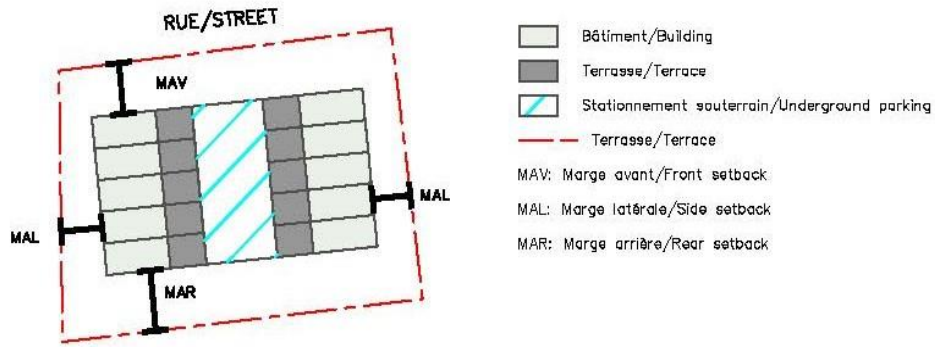 RUE/STREET
MAV
MAL
MAL
MAR
Bâtiment/Building
Terrasse/Terrace
Stationnement souterrain/Underground parking
Terrasse/Terrace
MAV: Marge avant/Front setback
MAL: Marge latérale/Side setback
MAR: Marge arrière/Rear setback